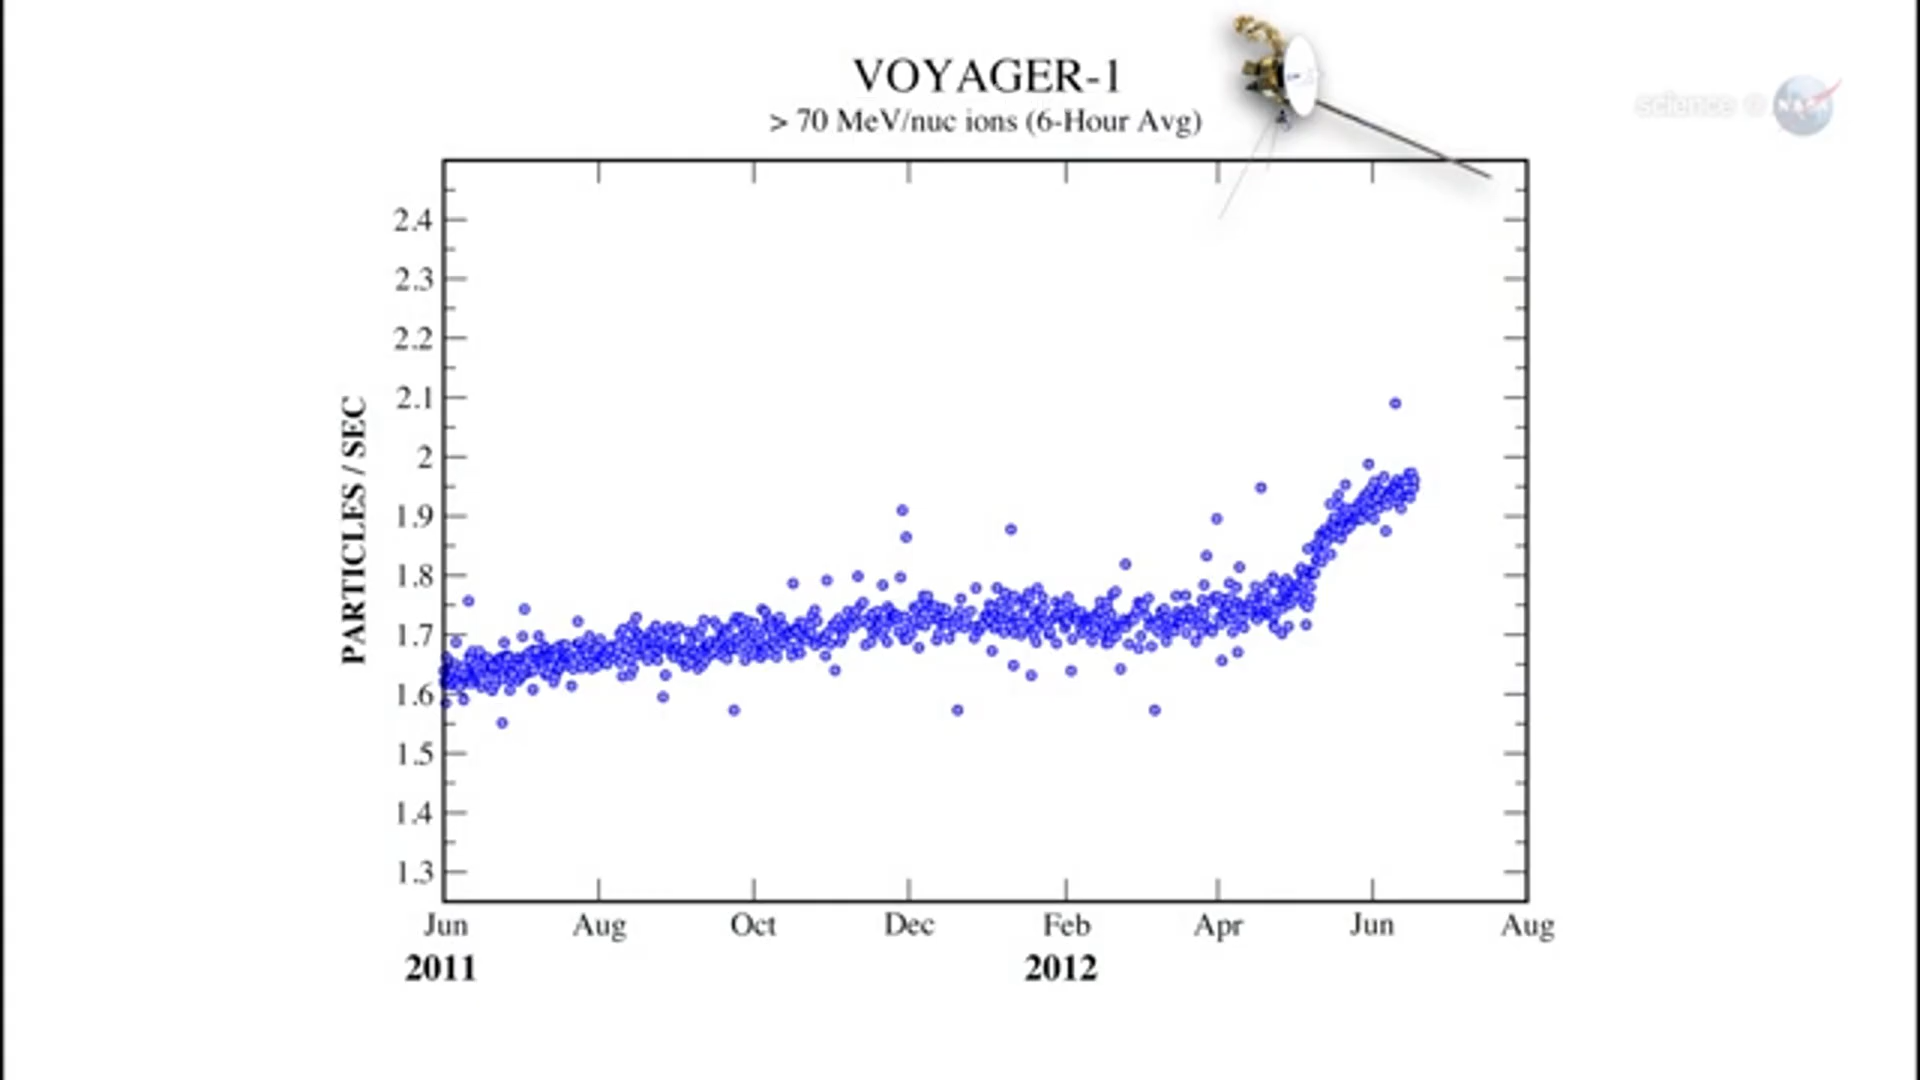 VOYAGER-1
> 70 MeV/nuc ions (6-Hour Avg)
science @ NASA
PARTICLES / SEC
2.4
2.3
2.2
2.1
2
1.9
1.8
1.7
1.6
1.5
1.4
1.3
Jun Aug Oct Dec Feb Apr Jun Aug
2011 2012